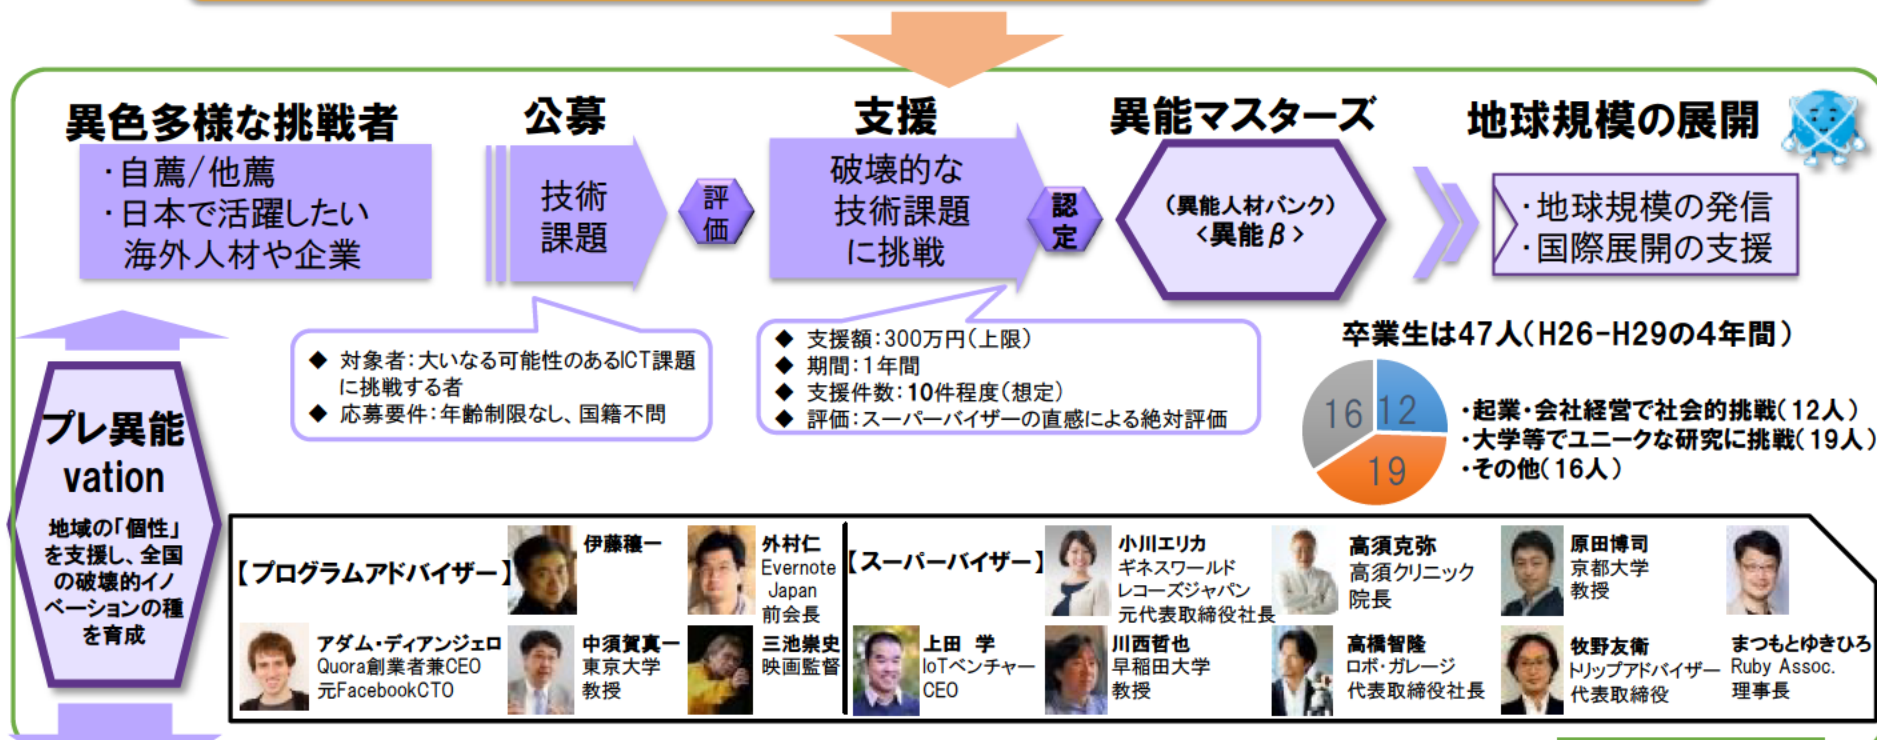 異色多様な挑戦者
・自薦/他薦
・日本で活躍したい
海外人材や企業
公募
技術
課題
評
価
支援
破壊的な
技術課題
に挑戦
認
定
異能マスターズ
(異能人材バンク)
<異能β>
地球規模の展開
・地球規模の発信
・国際展開の支援
◆ 対象者:大いなる可能性のあるICT課題
に挑戦する者
◆ 応募要件:年齢制限なし、国籍不問
◆ 支援額:300万円(上限)
◆ 期間:1年間
◆ 支援件数:10件程度(想定)
◆ 評価:スーパーバイザーの直感による絶対評価
卒業生は47人(H26-H29の4年間)
16
12
19
・起業・会社経営で社会的挑戦(12人)
・大学等でユニークな研究に挑戦(19人)
・その他(16人)
プレ異能
vation
地域の「個性」
を支援し、全国
の破壊的イノ
ベーションの種
を育成
【プログラムアドバイザー】
伊藤穰一
外村仁
Evernote
Japan
前会長
アダム・ディアンジェロ
Quora創業者兼CEO
元FacebookCTO
中須賀真一
東京大学
教授
三池崇史
映画監督
【スーパーバイザー】
小川エリカ
ギネスワールド
レコーズジャパン
元代表取締役社長
高須克弥
高須クリニック
院長
原田博司
京都大学
教授
上田 学
IoTベンチャー
CEO
川西哲也
早稲田大学
教授
高橋智隆
ロボ・ガレージ
代表取締役社長
牧野友衛
トリップアドバイザー
代表取締役
まつもとゆきひろ
Ruby Assoc.
理事長